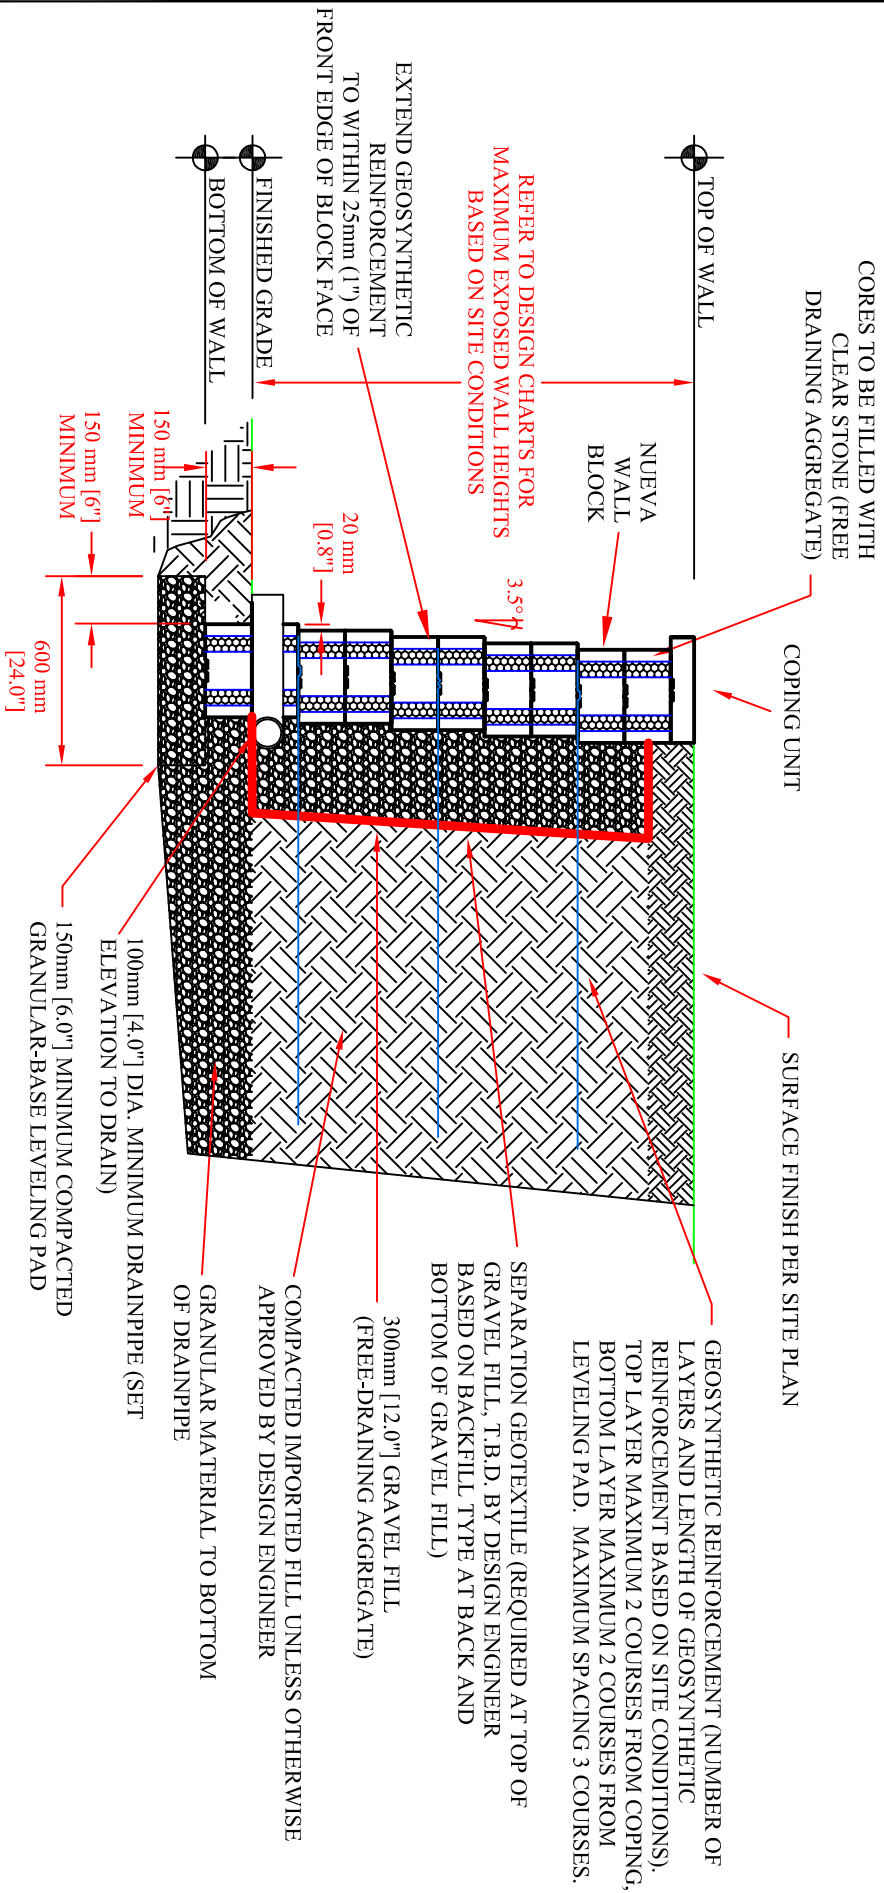 CORES TO BE FILLED WITH
CLEAR STONE (FREE
DRAINING AGGREGATE)
COPING UNIT
SURFACE FINISH PER SITE PLAN
TOP OF WALL
NUEVA
WALL
BLOCK
GEOSYNTHETIC REINFORCEMENT (NUMBER OF
LAYERS AND LENGTH OF GEOSYNTHETIC
REINFORCEMENT BASED ON SITE CONDITIONS).
TOP LAYER MAXIMUM 2 COURSES FROM COPING,
BOTTOM LAYER MAXIMUM 2 COURSES FROM
LEVELING PAD. MAXIMUM SPACING 3 COURSES.
REFER TO DESIGN CHARTS FOR
MAXIMUM EXPOSED WALL HEIGHTS
BASED ON SITE CONDITIONS
3.5°
SEPARATION GEOTEXTILE (REQUIRED AT TOP OF
GRAVEL FILL, T.B.D. BY DESIGN ENGINEER
BASED ON BACKFILL TYPE AT BACK AND
BOTTOM OF GRAVEL FILL)
EXTEND GEOSYNTHETIC
REINFORCEMENT
TO WITHIN 25mm (1") OF
FRONT EDGE OF BLOCK FACE
300mm [12.0"] GRAVEL FILL
(FREE-DRAINING AGGREGATE)
20 mm
[0.8"]
COMPACTED IMPORTED FILL UNLESS OTHERWISE
APPROVED BY DESIGN ENGINEER
FINISHED GRADE
BOTTOM OF WALL
GRANULAR MATERIAL TO BOTTOM
OF DRAINPIPE
150 mm [6"]
MINIMUM
100mm [4.0"] DIA. MINIMUM DRAINPIPE (SET
ELEVATION TO DRAIN)
150 mm [6"]
MINIMUM
600 mm
[24.0"]
150mm [6.0"] MINIMUM COMPACTED
GRANULAR-BASE LEVELING PAD